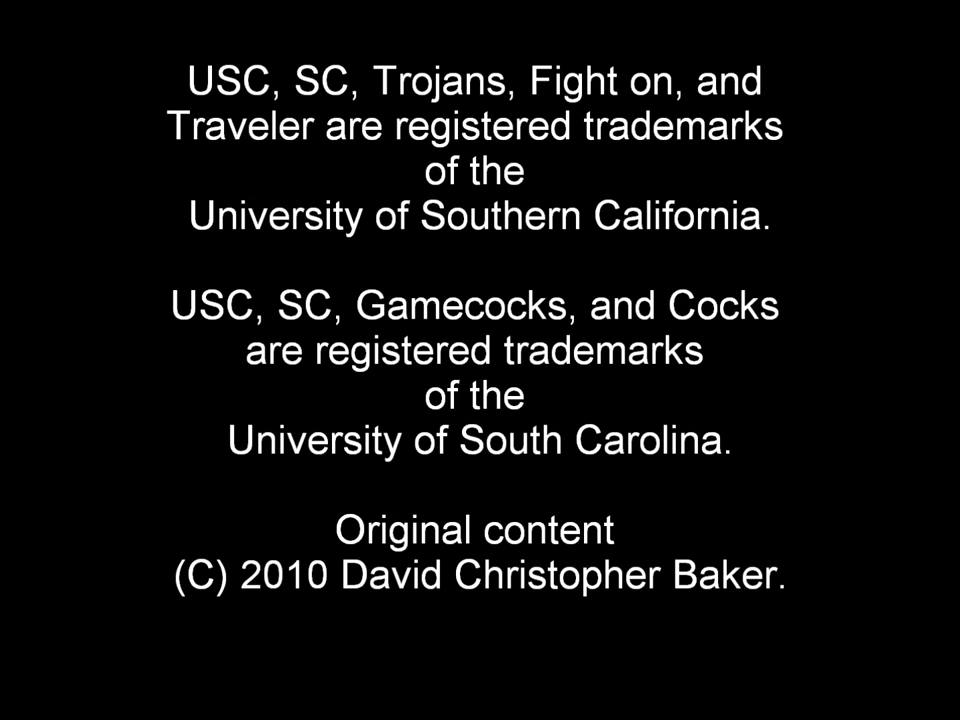 USC, SC, Trojans, Fight on, and
Traveler are registered trademarks
of the
University of Southern California.
USC, SC, Gamecocks, and Cocks
are registered trademarks
of the
University of South Carolina.
Original content
(C) 2010 David Christopher Baker.